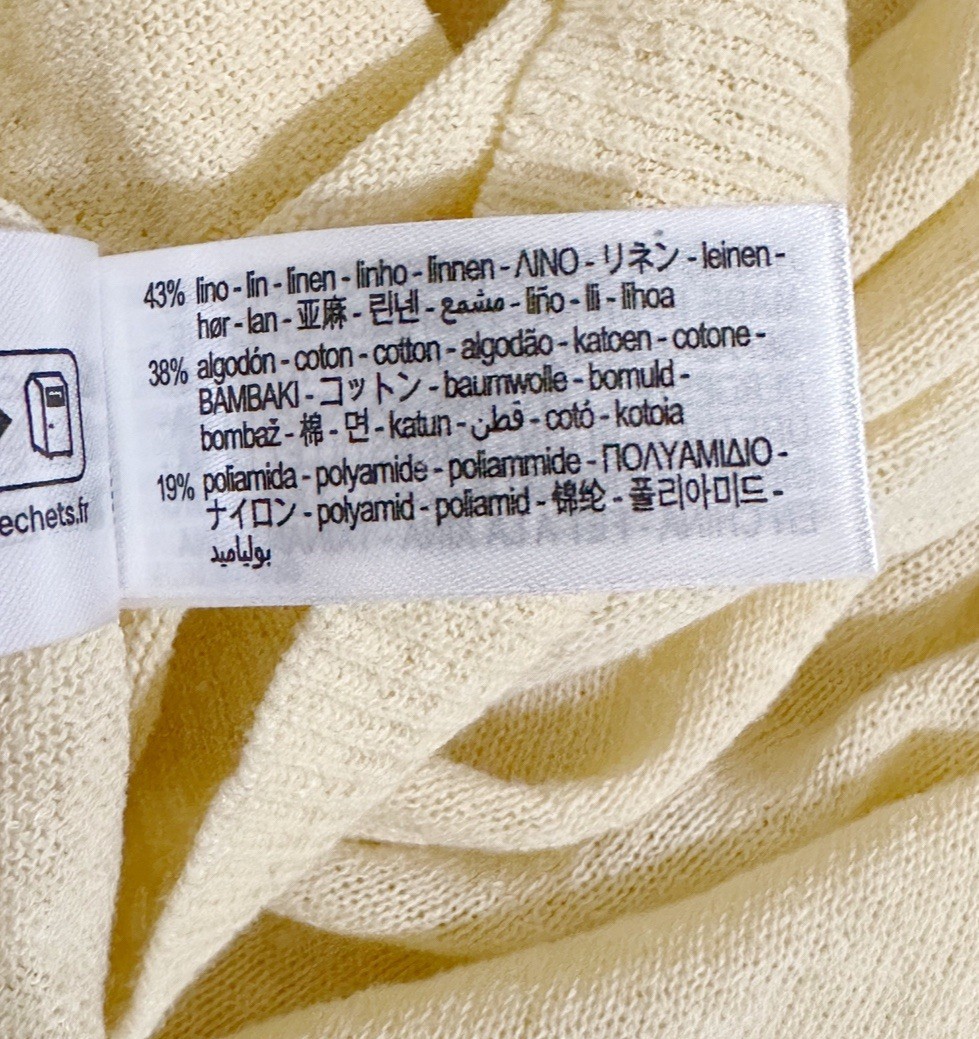 43% lino - lin - linen - linho - linnen - ΛΙΝΟ - リネン - leinen -
hør - lan - 亚麻 - 린넨 - مشمع - liño - lli - lihoa
38% algodón - coton - cotton - algodão - katoen - cotone -
BAMBAKI - コットン - baumwolle - bomuld -
bombaž - 棉 - 면 - katun - قطن - cotó - kotoia
19% poliamida - polyamide - poliammide - ΠΟΛΥΑΜΙΔΙΟ -
ナイロン - polyamid - poliamid - 锦纶 - 폴리아미드 -
بولياميد
echets.fr